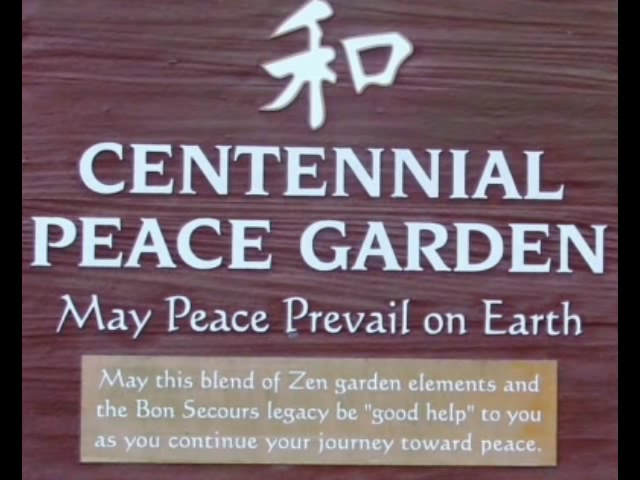 和
CENTENNIAL
PEACE GARDEN
May Peace Prevail on Earth
May this blend of Zen garden elements and
the Bon Secours legacy be "good help" to you
as you continue your journey toward peace.